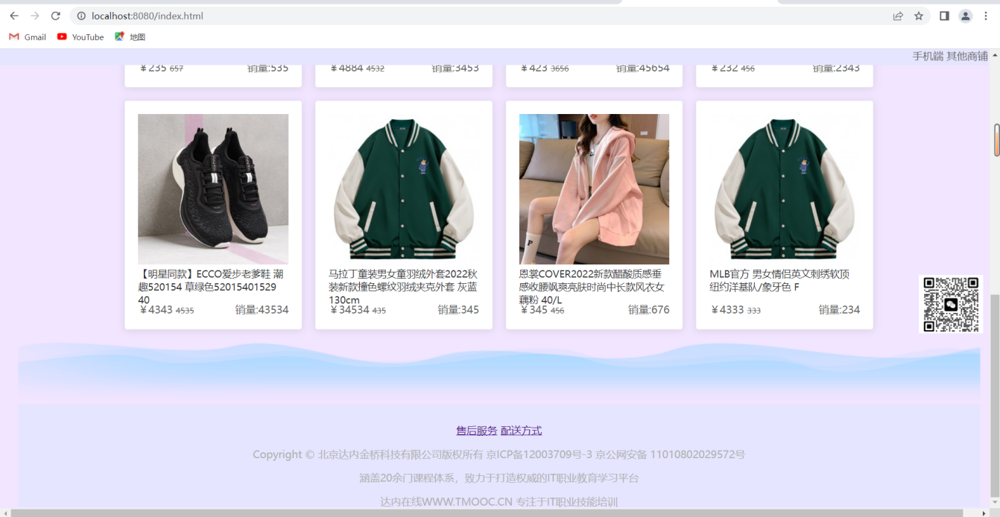 localhost:8080/index.html
Gmail YouTube 地图
手机端 其他商铺
￥235 657 销量:535
￥4884 4532 销量:3453
￥423 3656 销量:45654
￥232 456 销量:2343
【明星同款】ECCO爱步老爹鞋 潮
趣520154 草绿色52015401529
40
￥4343 4535 销量:43534
马拉丁童装男女童羽绒外套2022秋
装新款撞色螺纹羽绒夹克外套 灰蓝
130cm
￥34534 435 销量:345
恩裳COVER2022新款醋酸质感垂
感收腰飒爽亮肤时尚中长款风衣女
藕粉 40/L
￥345 456 销量:676
MLB官方 男女情侣英文刺绣软顶
纽约洋基队/象牙色 F
￥4333 333 销量:234
售后服务 配送方式
Copyright © 北京达内金桥科技有限公司版权所有 京ICP备12003709号-3 京公网安备 11010802029572号
涵盖20余门课程体系，致力于打造权威的IT职业教育学习平台
达内在线WWW.TMOOC.CN 专注于IT职业技能培训